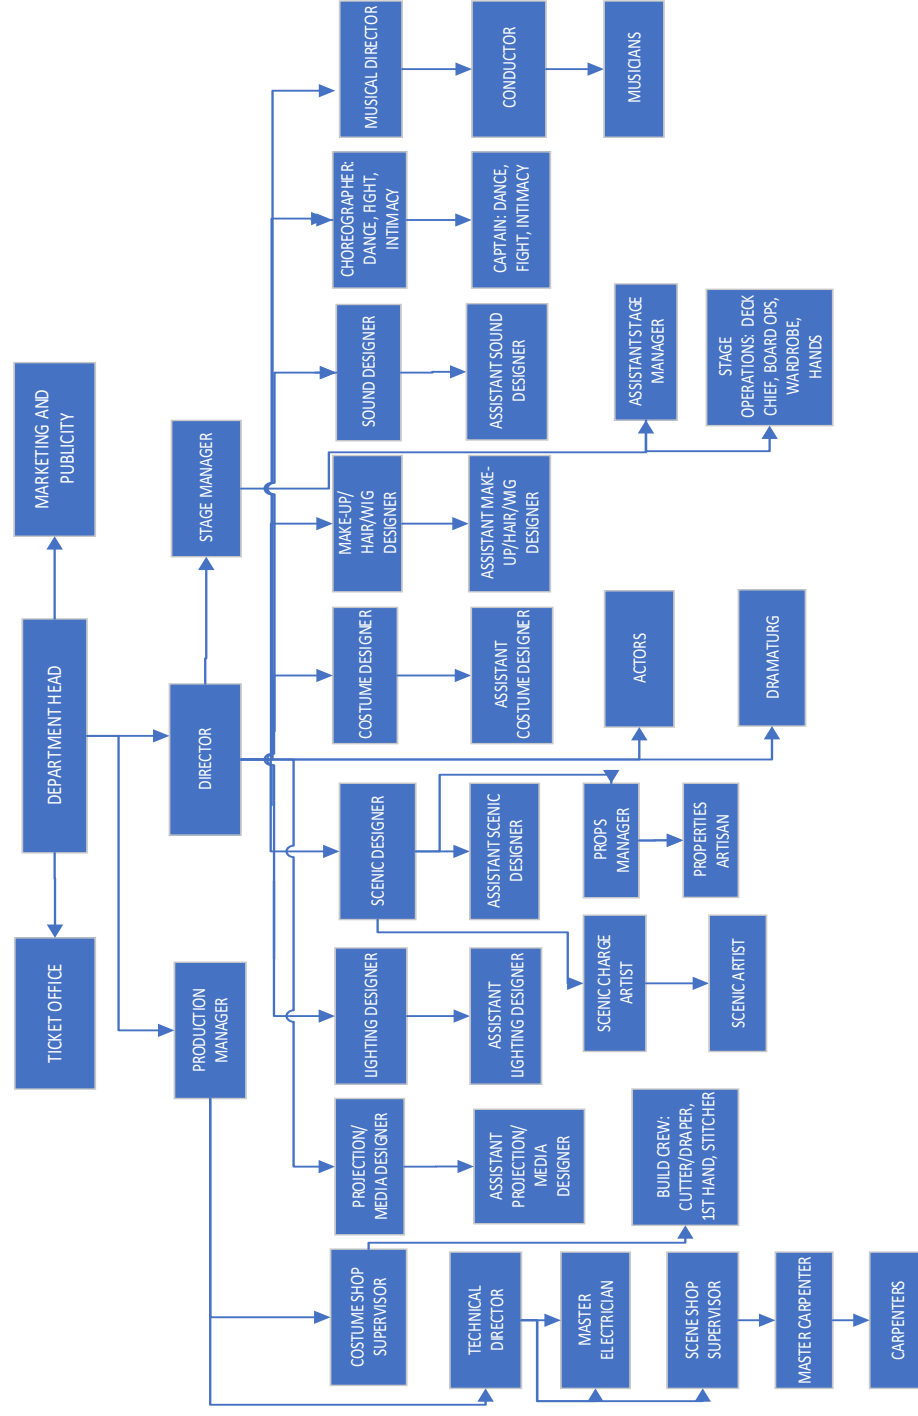 MARKETING AND
PUBLICITY
DEPARTMENT HEAD
TICKET OFFICE
STAGE MANAGER
DIRECTOR
PRODUCTION
MANAGER
MUSICAL DIRECTOR
CHOREOGRAPHER:
DANCE, FIGHT,
INTIMACY
SOUND DESIGNER
MAKE-UP/
HAIR/WIG
DESIGNER
COSTUME DESIGNER
SCENIC DESIGNER
LIGHTING DESIGNER
PROJECTION/
MEDIA DESIGNER
COSTUME SHOP
SUPERVISOR
CONDUCTOR
CAPTAIN: DANCE,
FIGHT, INTIMACY
ASSISTANT SOUND
DESIGNER
ASSISTANT MAKE-
UP/HAIR/WIG
DESIGNER
ASSISTANT
COSTUME DESIGNER
ASSISTANT SCENIC
DESIGNER
ASSISTANT
LIGHTING DESIGNER
ASSISTANT
PROJECTION/
MEDIA
DESIGNER
TECHNICAL
DIRECTOR
MUSICIANS
ASSISTANT STAGE
MANAGER
ACTORS
PROPS
MANAGER
SCENIC CHARGE
ARTIST
BUILD CREW:
CUTTER/DRAPER,
1ST HAND, STITCHER
MASTER
ELECTRICIAN
STAGE
OPERATIONS: DECK
CHIEF, BOARD OPS,
WARDROBE,
HANDS
DRAMATURG
PROPERTIES
ARTISAN
SCENIC ARTIST
SCENE SHOP
SUPERVISOR
MASTER CARPENTER
CARPENTERS